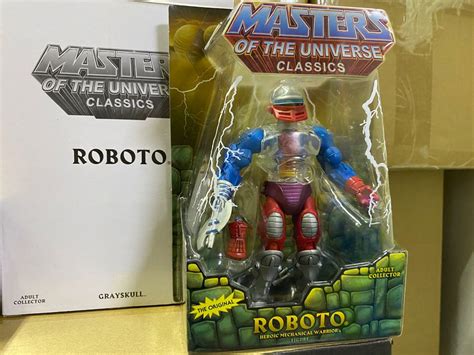 MASTERS
OF THE UNIVERSE
CLASSICS
ROBOTO
ADULT
COLLECTOR
GRAYSKULL
MASTERS
OF THE UNIVERSE
CLASSICS
THE ORIGINAL
ADULT
COLLECTOR
ROBOTO
HEROIC MECHANICAL WARRIOR